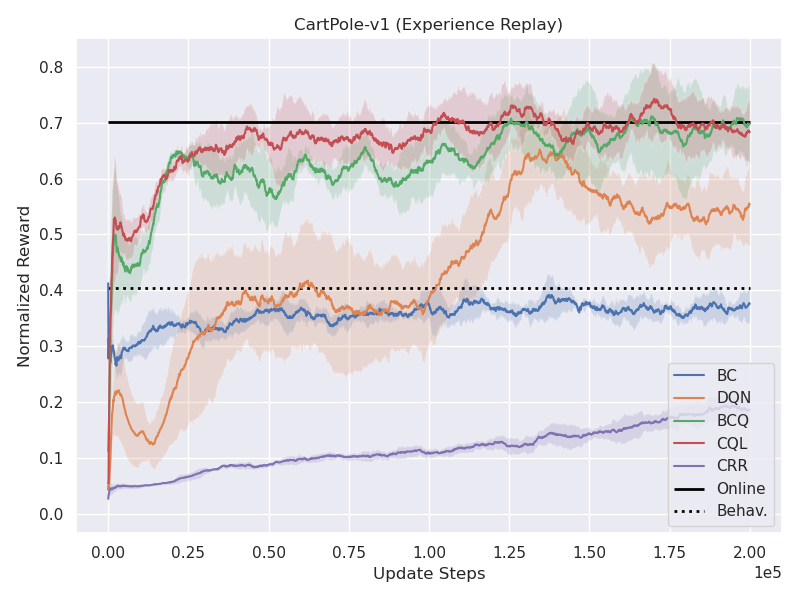 CartPole-v1 (Experience Replay)
Normalized Reward
0.8
0.7
0.6
0.5
0.4
0.3
0.2
0.1
0.0
BC
DQN
BCQ
CQL
CRR
Online
Behav.
0.00 0.25 0.50 0.75 1.00 1.25 1.50 1.75 2.00
Update Steps
1e5